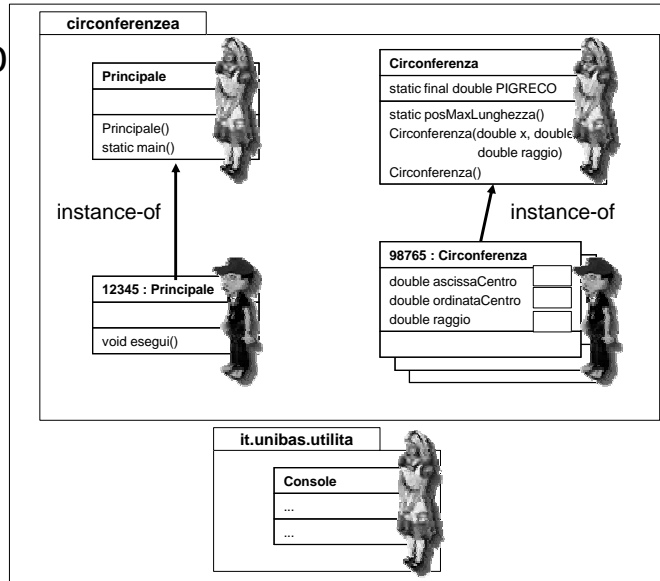 circonferenzea
Principale
Principale()
static main()
instance-of
12345 : Principale
void esegui()
Circonferenza
static final double PIGRECO
static posMaxLunghezza()
Circonferenza(double x, double
double raggio)
Circonferenza()
instance-of
98765 : Circonferenza
double ascissaCentro
double ordinataCentro
double raggio
it.unibas.utilita
Console
...
...